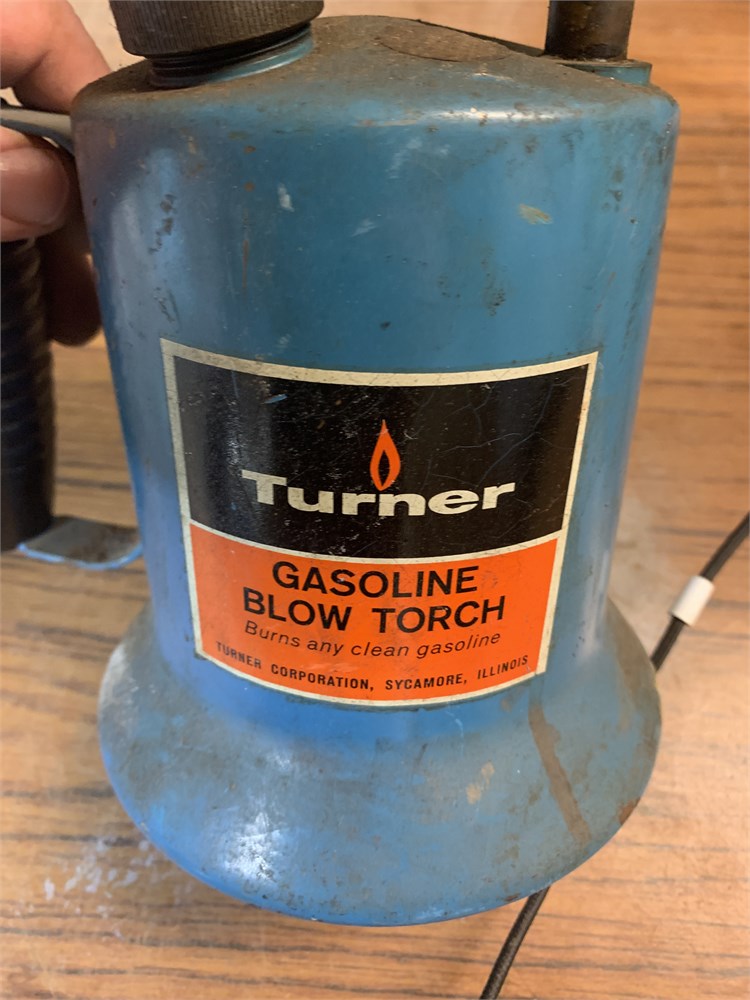 Turner
GASOLINE
BLOW TORCH
Burns any clean gasoline
TURNER CORPORATION, SYCAMORE, ILLINOIS